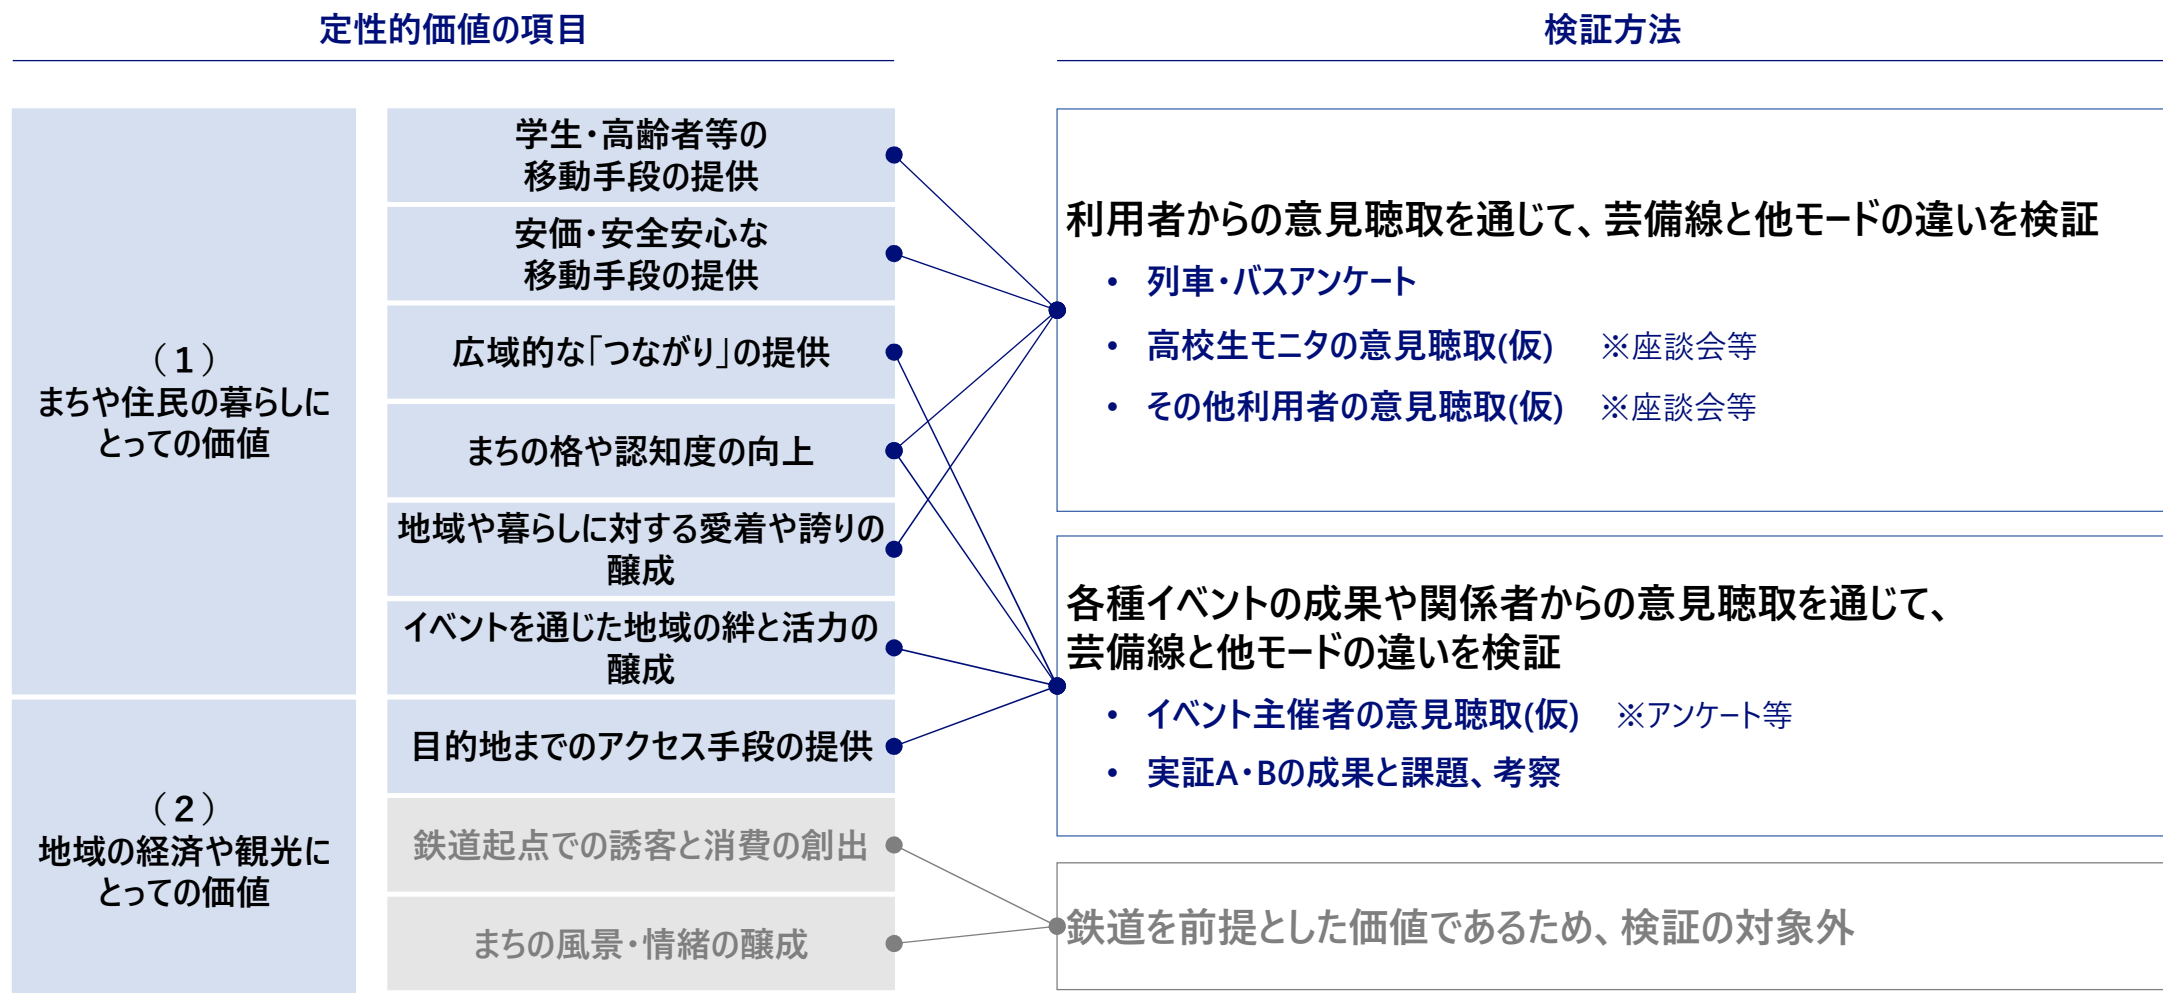 定性的価値の項目
検証方法
（１）
まちや住民の暮らしに
とっての価値
学生・高齢者等の
移動手段の提供
安価・安全安心な
移動手段の提供
広域的な「つながり」の提供
まちの格や認知度の向上
地域や暮らしに対する愛着や誇りの
醸成
イベントを通じた地域の絆と活力の
醸成
（２）
地域の経済や観光に
とっての価値
目的地までのアクセス手段の提供
鉄道起点での誘客と消費の創出
まちの風景・情緒の醸成
利用者からの意見聴取を通じて、芸備線と他モードの違いを検証
• 列車・バスアンケート
• 高校生モニタの意見聴取(仮) ※座談会等
• その他利用者の意見聴取(仮) ※座談会等
各種イベントの成果や関係者からの意見聴取を通じて、
芸備線と他モードの違いを検証
• イベント主催者の意見聴取(仮) ※アンケート等
• 実証A・Bの成果と課題、考察
鉄道を前提とした価値であるため、検証の対象外